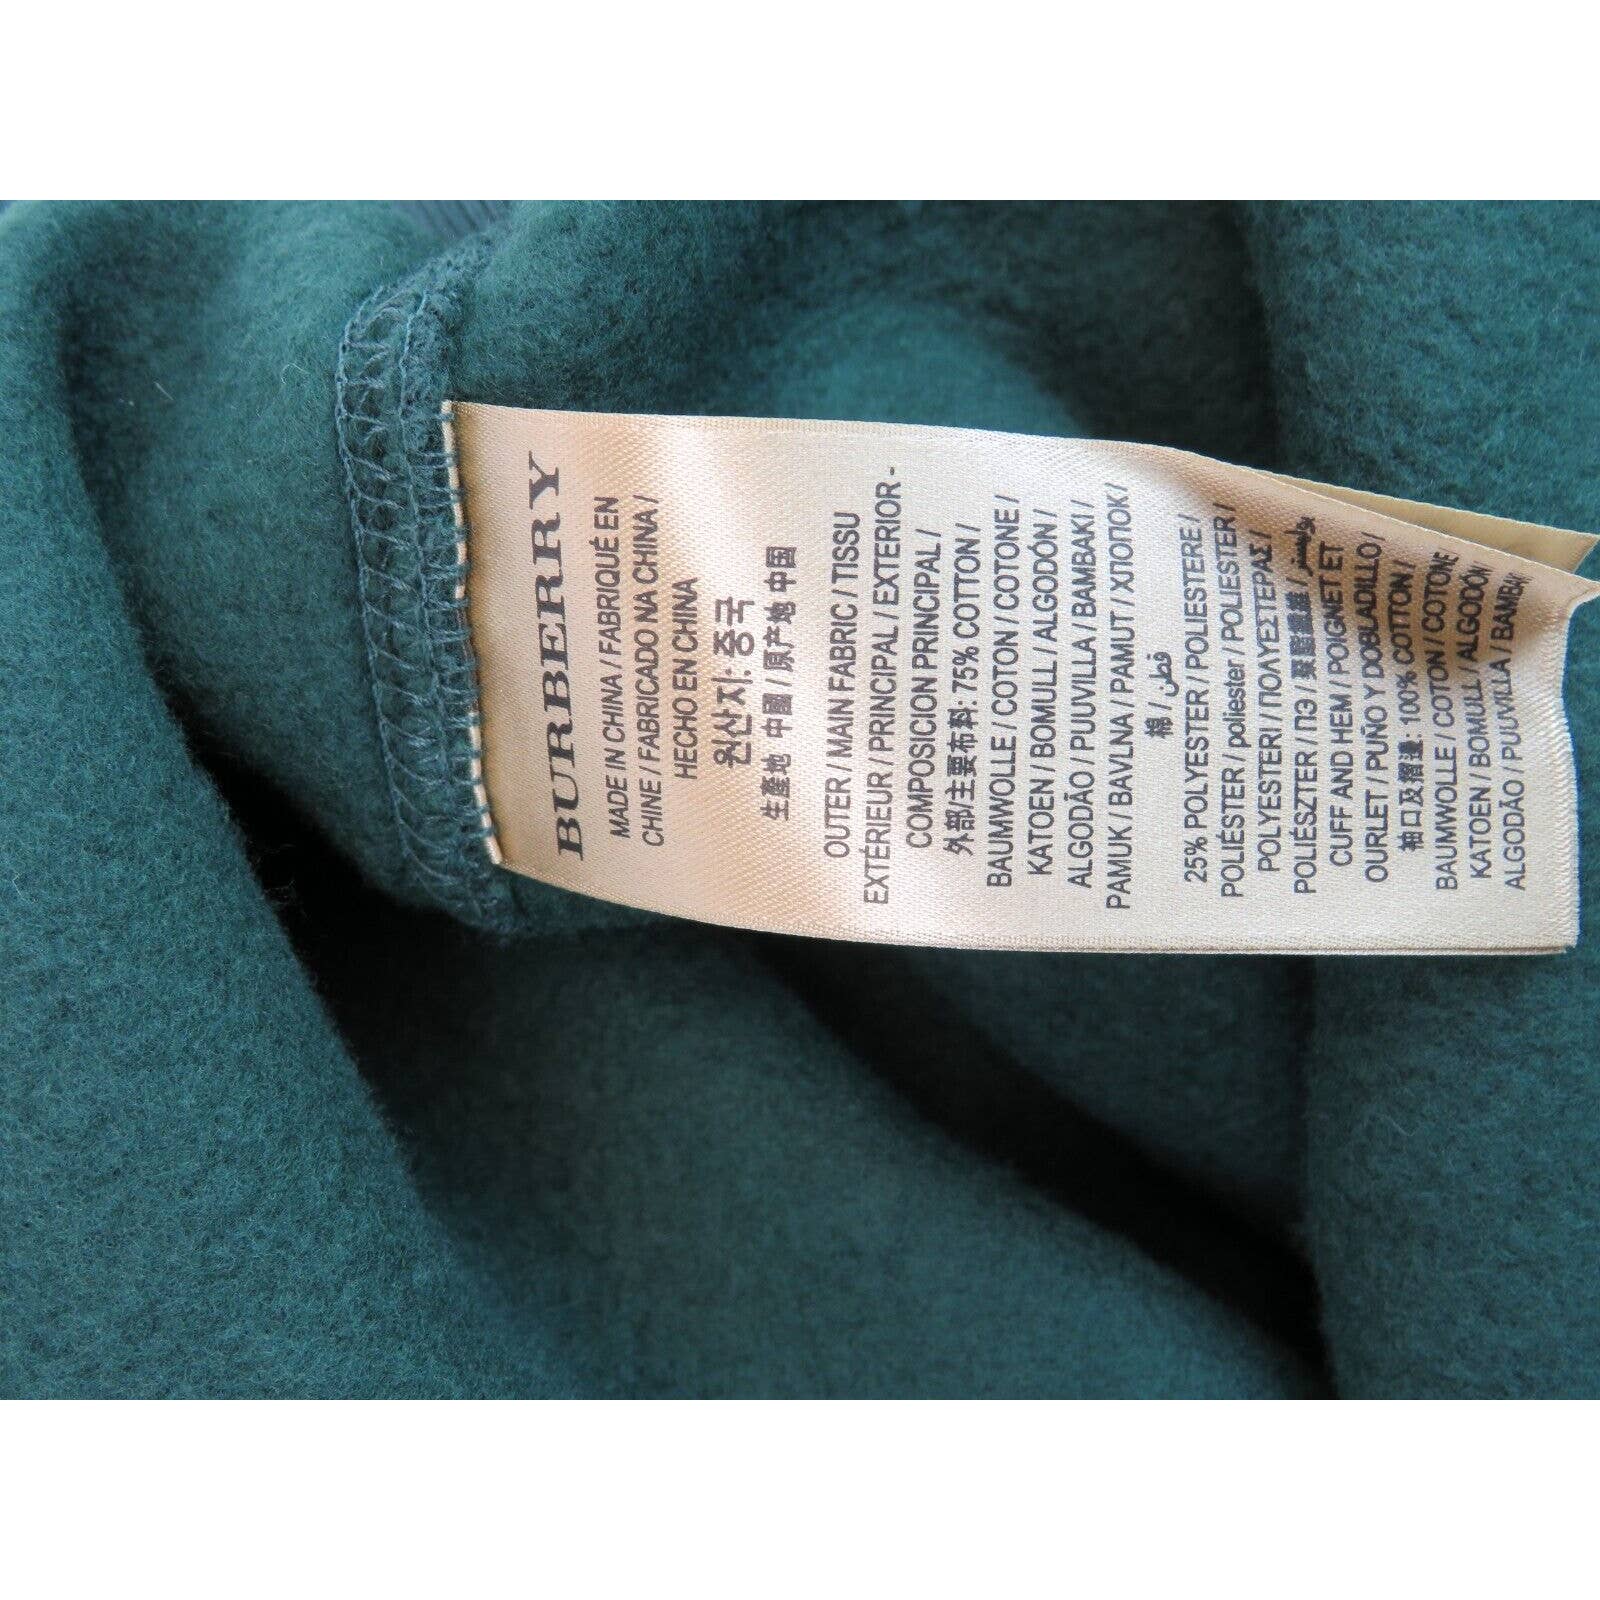 BURBERRY
MADE IN CHINA / FABRIQUÉ EN
CHINE / FABRICADO NA CHINA /
HECHO EN CHINA
원산지: 중국
生產地 中國 / 原产地 中国
OUTER / MAIN FABRIC / TISSU
EXTÉRIEUR / PRINCIPAL / EXTERIOR -
COMPOSICION PRINCIPAL /
外部/主要布料: 75% COTTON /
BAUMWOLLE / COTON / COTONE /
KATOEN / BOMULL / ALGODÓN /
ALGODÃO / PUUVILLA / BAMBAKI /
PAMUK / BAVLNA / PAMUT / ХЛОПОК /
棉 / قطن
25% POLYESTER / POLIESTERE /
POLIÉSTER / poliester / POLIESTER /
POLYESTER / ΠΟΛΥΕΣΤΕΡΑΣ /
POLIÉSZTER / ПЭ / 聚酯纖維 / بوليستر
CUFF AND HEM / POIGNET ET
OURLET / PUÑO Y DOBLADILLO /
袖口及褶邊: 100% COTTON /
BAUMWOLLE / COTON / COTONE
KATOEN / BOMULL / ALGODÓN
ALGODÃO / PUUVILLA / BAMBAK